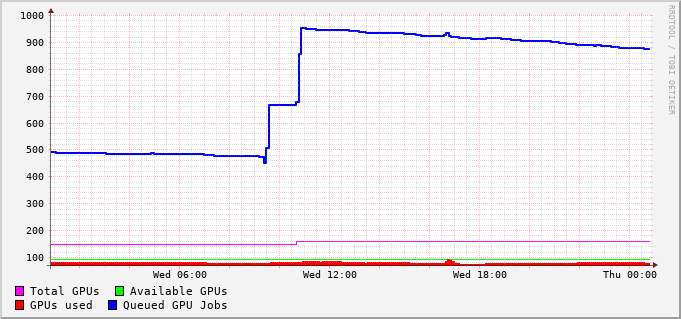 RRDTOOL / TOBI OETIKER
1000
900
800
700
600
500
400
300
200
100
Wed 06:00 Wed 12:00 Wed 18:00 Thu 00:00
Total GPUs Available GPUs
GPUs used Queued GPU Jobs